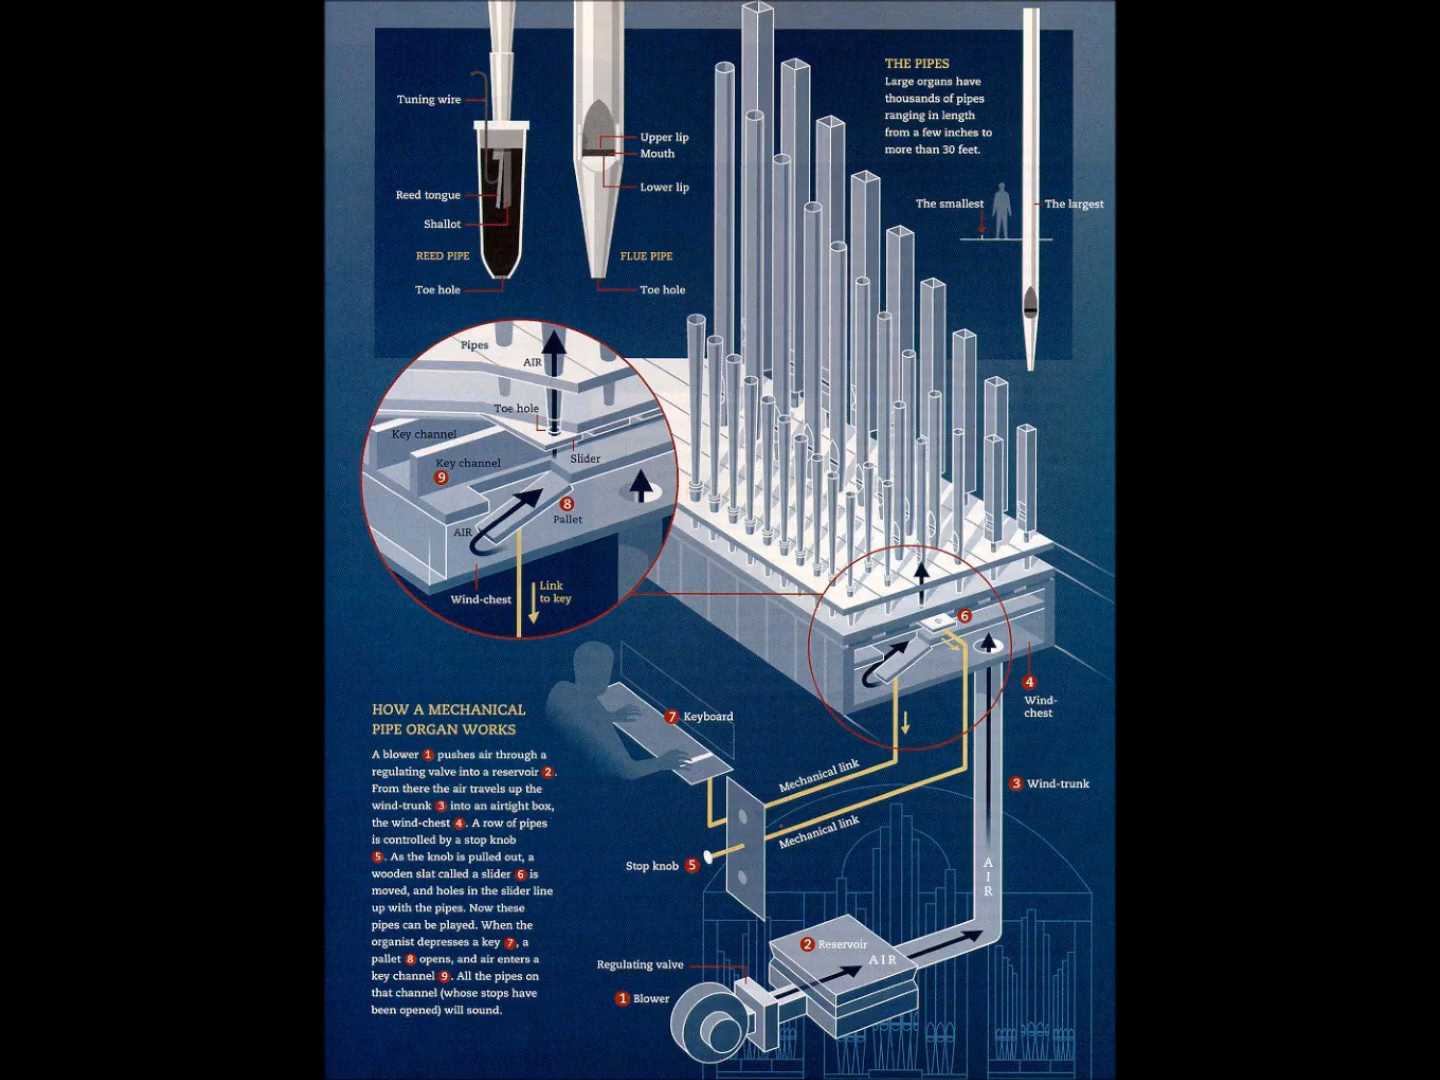 THE PIPES
Large organs have
thousands of pipes
ranging in length
from a few inches to
more than 30 feet.
Tuning wire
Upper lip
Mouth
Lower lip
Reed tongue
Shallot
REED PIPE
FLUE PIPE
Toe hole
Toe hole
The smallest
The largest
Pipes
AIR
Toe hole
Key channel
Key channel
9
Slider
8
Pallet
AIR
Wind-chest
Link
to key
6
4
Wind-
chest
7 Keyboard
Mechanical link
Mechanical link
3 Wind-trunk
Stop knob 5
AIR
2 Reservoir
AIR
Regulating valve
1 Blower
HOW A MECHANICAL
PIPE ORGAN WORKS
A blower 1 pushes air through a
regulating valve into a reservoir 2.
From there the air travels up the
wind-trunk 3 into an airtight box,
the wind-chest 4. A row of pipes
is controlled by a stop knob
5. As the knob is pulled out, a
wooden slat called a slider 6 is
moved, and holes in the slider line
up with the pipes. Now these
pipes can be played. When the
organist depresses a key 7, a
pallet 8 opens, and air enters a
key channel 9. All the pipes on
that channel (whose stops have
been opened) will sound.